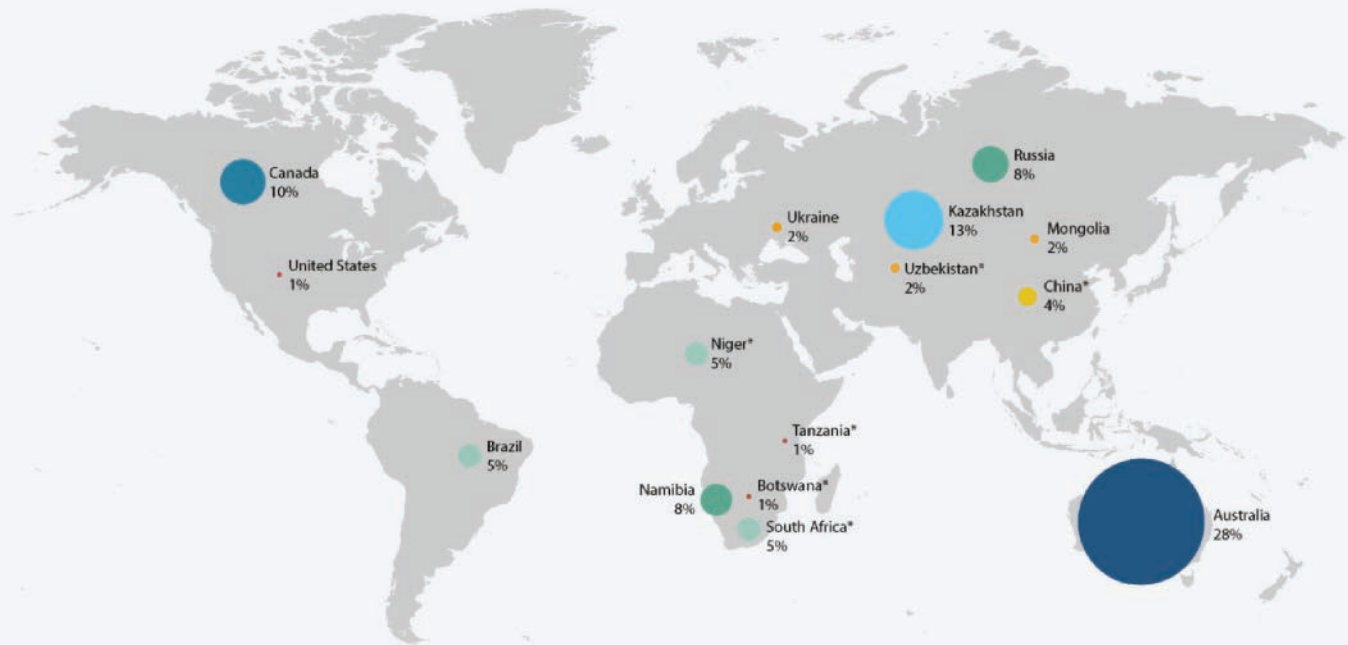 Russia
8%
Canada
10%
Kazakhstan
13%
Ukraine
2%
Mongolia
2%
United States
1%
Uzbekistan*
2%
China*
4%
Niger*
5%
Tanzania*
1%
Brazil
5%
Namibia
8%
Botswana*
1%
South Africa*
5%
Australia
28%